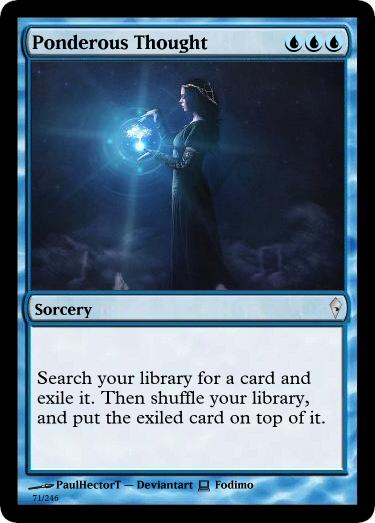 Ponderous Thought
Sorcery
Search your library for a card and
exile it. Then shuffle your library,
and put the exiled card on top of it.
PaulHectorT — Deviantart 💻 Fodimo
71/246